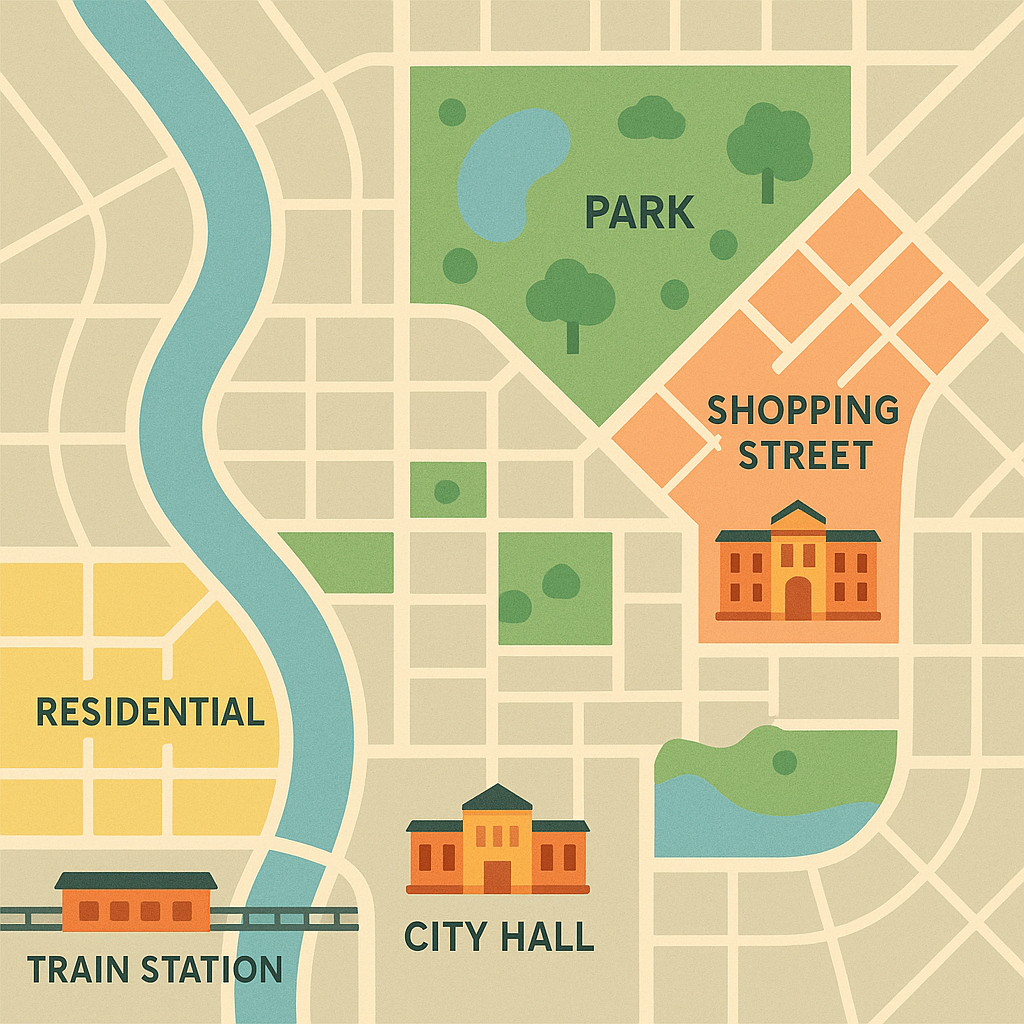 PARK
SHOPPING
STREET
RESIDENTIAL
CITY HALL
TRAIN STATION